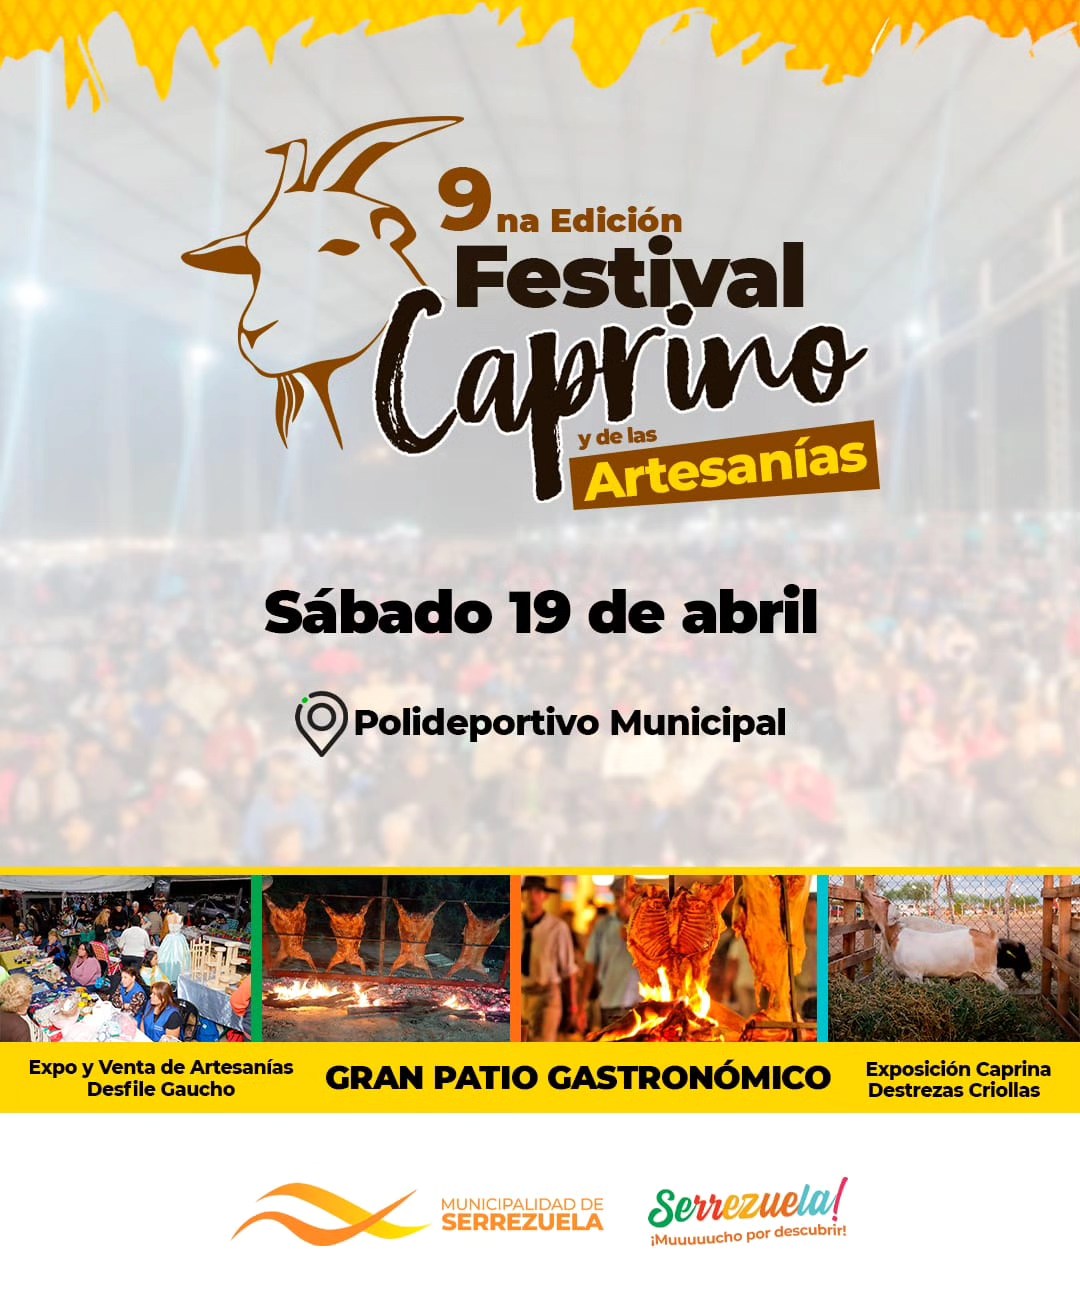 9na Edición
Festival
Caprino
y de las
Artesanías
Sábado 19 de abril
Polideportivo Municipal
Expo y Venta de Artesanías
Desfile Gaucho
GRAN PATIO GASTRONÓMICO
Exposición Caprina
Destrezas Criollas
MUNICIPALIDAD DE
SERREZUELA
Serrezuela!
¡Muuuuucho por descubrir!